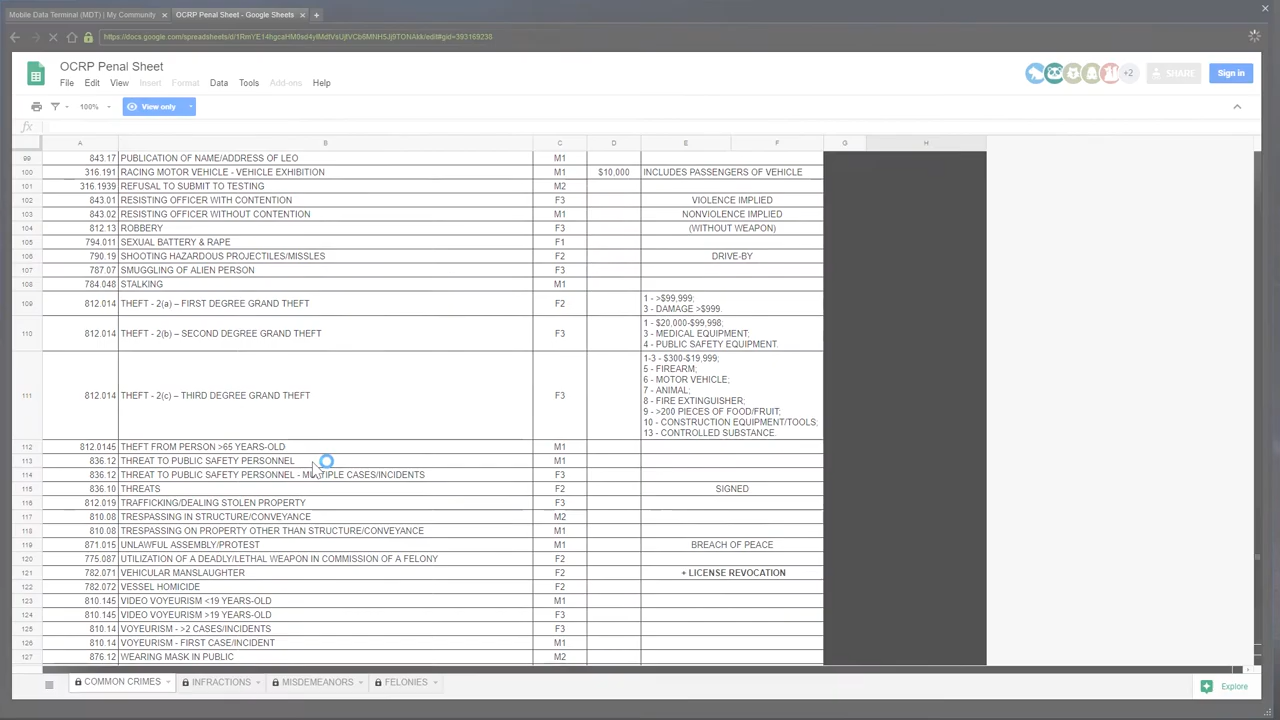 Mobile Data Terminal (MDT) | My Community × OCRP Penal Sheet - Google Sheets × +
OCRP Penal Sheet
File Edit View Insert Format Data Tools Add-ons Help
+2 SHARE Sign in
100% View only
fx
A B C D E F G H
99 843.17 PUBLICATION OF NAME/ADDRESS OF LEO M1
100 316.191 RACING MOTOR VEHICLE - VEHICLE EXHIBITION M1 $10,000 INCLUDES PASSENGERS OF VEHICLE
101 316.1939 REFUSAL TO SUBMIT TO TESTING M2
102 843.01 RESISTING OFFICER WITH CONTENTION F3 VIOLENCE IMPLIED
103 843.02 RESISTING OFFICER WITHOUT CONTENTION M1 NONVIOLENCE IMPLIED
104 812.13 ROBBERY F3 (WITHOUT WEAPON)
105 794.011 SEXUAL BATTERY & RAPE F1
106 790.19 SHOOTING HAZARDOUS PROJECTILES/MISSLES F2 DRIVE-BY
107 787.07 SMUGGLING OF ALIEN PERSON F3
108 784.048 STALKING M1
109 812.014 THEFT - 2(a) – FIRST DEGREE GRAND THEFT F2 1 - >$99,999;
3 - DAMAGE >$999.
110 812.014 THEFT - 2(b) – SECOND DEGREE GRAND THEFT F3 1 - $20,000-$99,998;
3 - MEDICAL EQUIPMENT;
4 - PUBLIC SAFETY EQUIPMENT.
111 812.014 THEFT - 2(c) – THIRD DEGREE GRAND THEFT F3 1-3 - $300-$19,999;
5 - FIREARM;
6 - MOTOR VEHICLE;
7 - ANIMAL;
8 - FIRE EXTINGUISHER;
9 - >200 PIECES OF FOOD/FRUIT;
10 - CONSTRUCTION EQUIPMENT/TOOLS;
13 - CONTROLLED SUBSTANCE.
112 812.0145 THEFT FROM PERSON >65 YEARS-OLD M1
113 836.12 THREAT TO PUBLIC SAFETY PERSONNEL M1
114 836.12 THREAT TO PUBLIC SAFETY PERSONNEL - MULTIPLE CASES/INCIDENTS F3
115 836.10 THREATS F2 SIGNED
116 812.019 TRAFFICKING/DEALING STOLEN PROPERTY F2
117 810.08 TRESPASSING IN STRUCTURE/CONVEYANCE M2
118 810.08 TRESPASSING ON PROPERTY OTHER THAN STRUCTURE/CONVEYANCE M1
119 871.015 UNLAWFUL ASSEMBLY/PROTEST M1 BREACH OF PEACE
120 775.087 UTILIZATION OF A DEADLY/LETHAL WEAPON IN COMMISSION OF A FELONY F2
121 782.071 VEHICULAR MANSLAUGHTER F2 + LICENSE REVOCATION
122 782.072 VESSEL HOMICIDE F2
123 810.145 VIDEO VOYEURISM <19 YEARS-OLD M1
124 810.145 VIDEO VOYEURISM >19 YEARS-OLD F3
125 810.14 VOYEURISM - >2 CASES/INCIDENTS F3
126 810.14 VOYEURISM - FIRST CASE/INCIDENT M1
127 876.12 WEARING MASK IN PUBLIC M2
COMMON CRIMES INFRACTIONS MISDEMEANORS FELONIES Explore